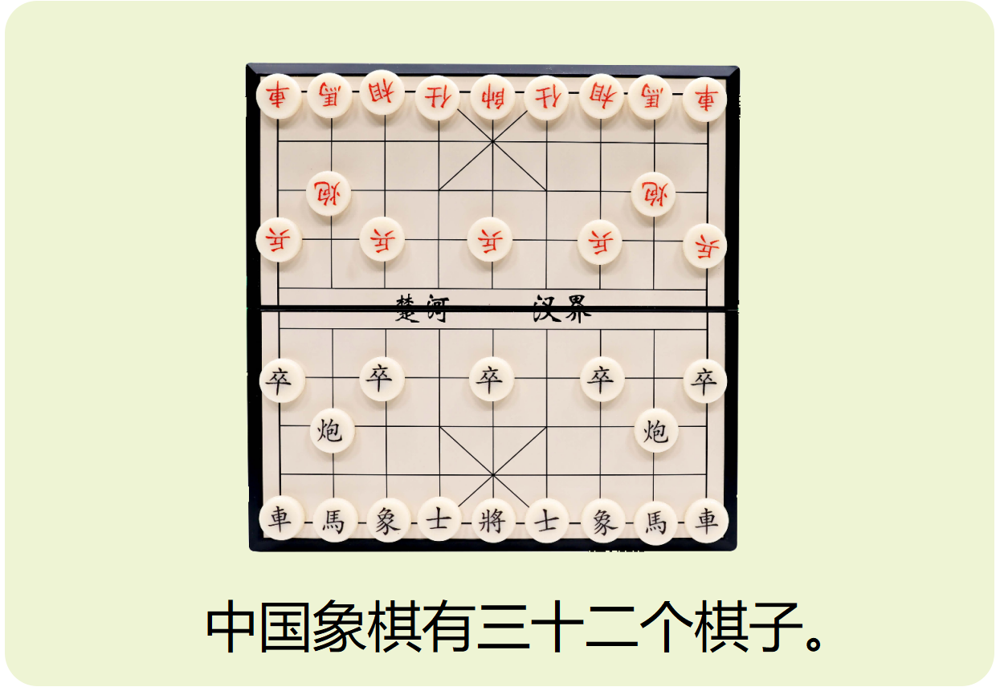 車馬相仕帥仕相馬車
炮炮
兵兵兵兵兵
楚河 汉界
卒卒卒卒卒
炮炮
車馬象士將士象馬車
中国象棋有三十二个棋子。